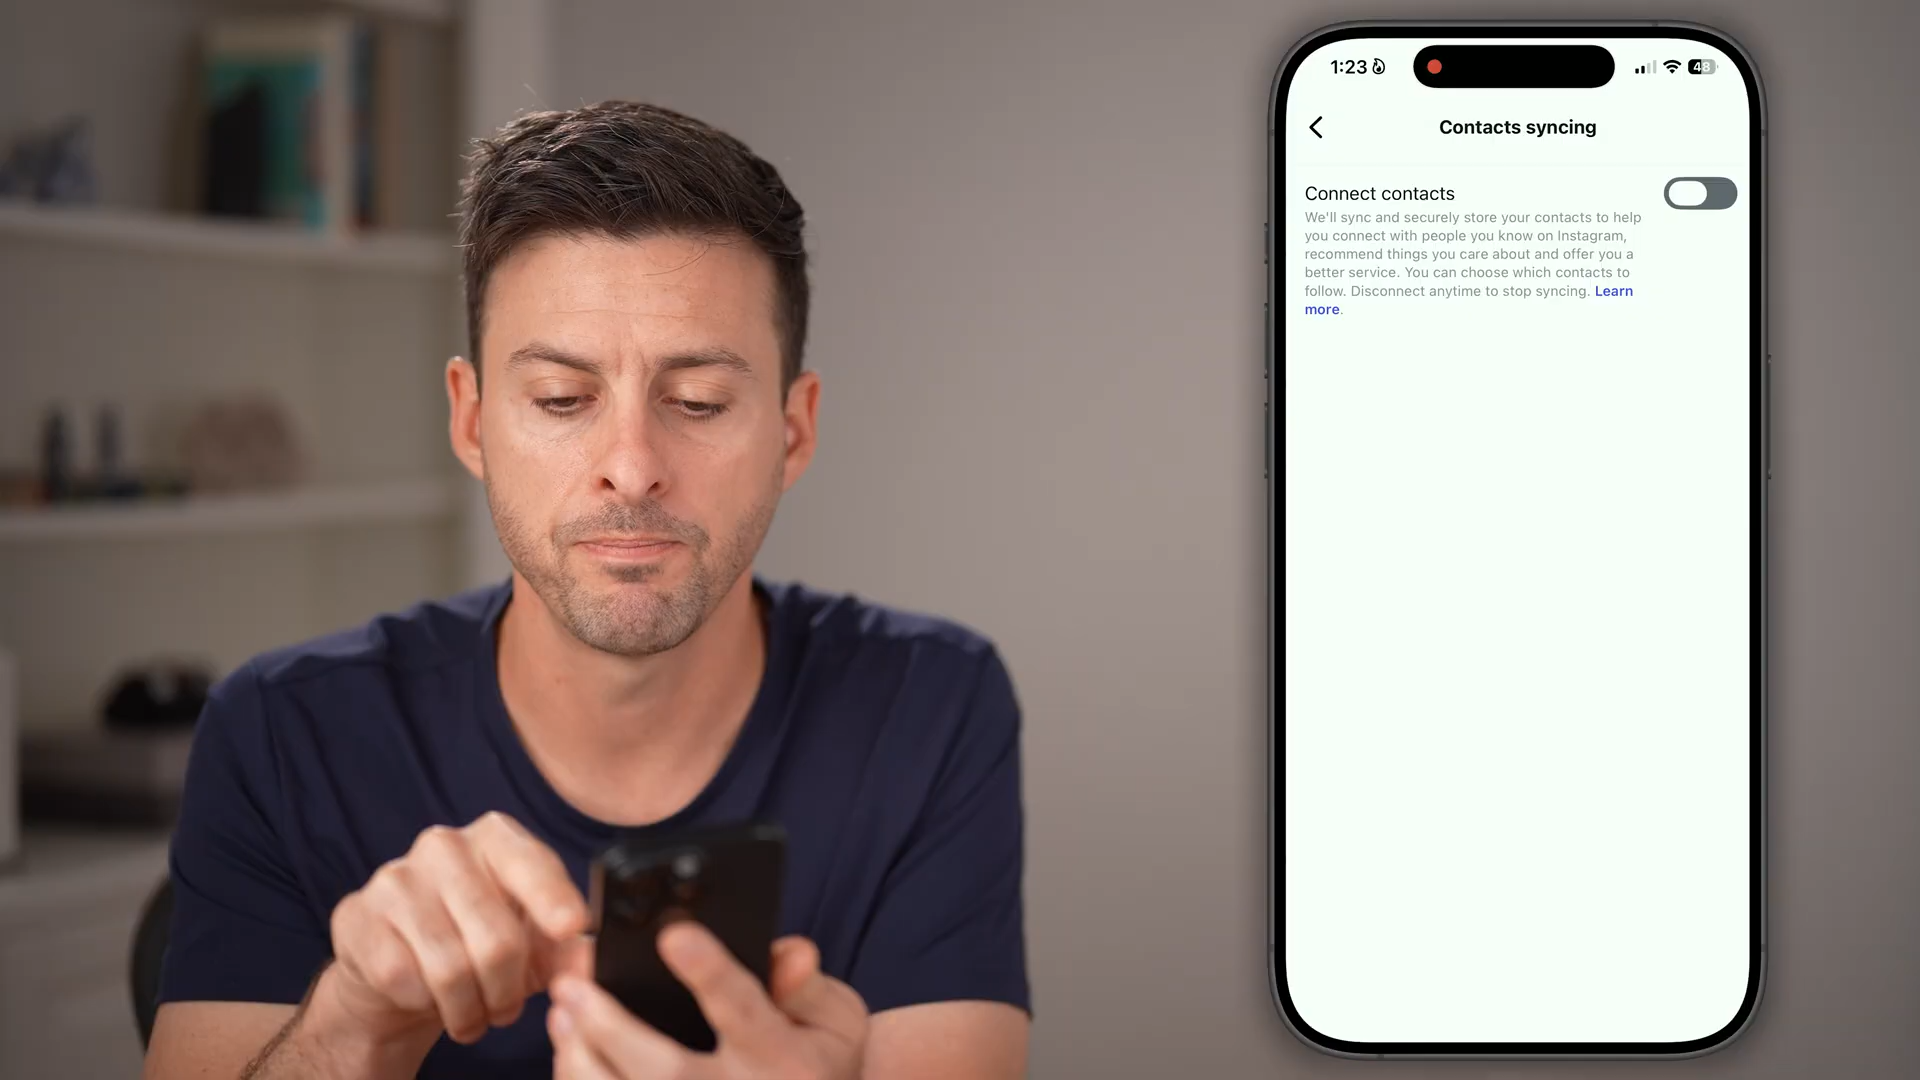 1:23
48
Contacts syncing
Connect contacts
We'll sync and securely store your contacts to help
you connect with people you know on Instagram,
recommend things you care about and offer you a
better service. You can choose which contacts to
follow. Disconnect anytime to stop syncing. Learn
more.